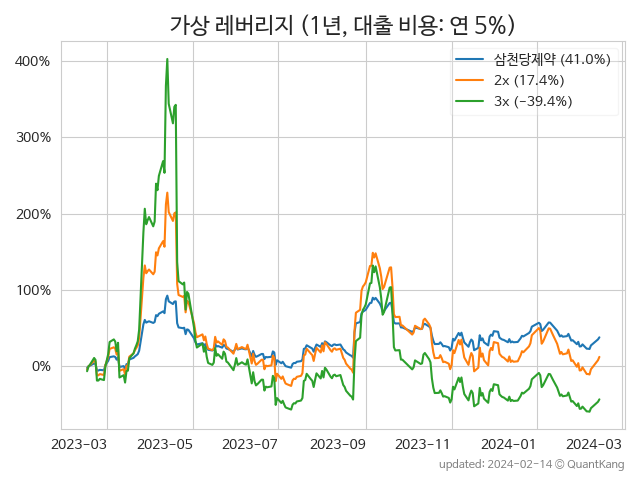 가상 레버리지 (1년, 대출 비용: 연 5%)
삼천당제약 (41.0%)
2x (17.4%)
3x (−39.4%)
400%
300%
200%
100%
0%
2023-03 2023-05 2023-07 2023-09 2023-11 2024-01 2024-03
updated: 2024-02-14 @ QuantKang